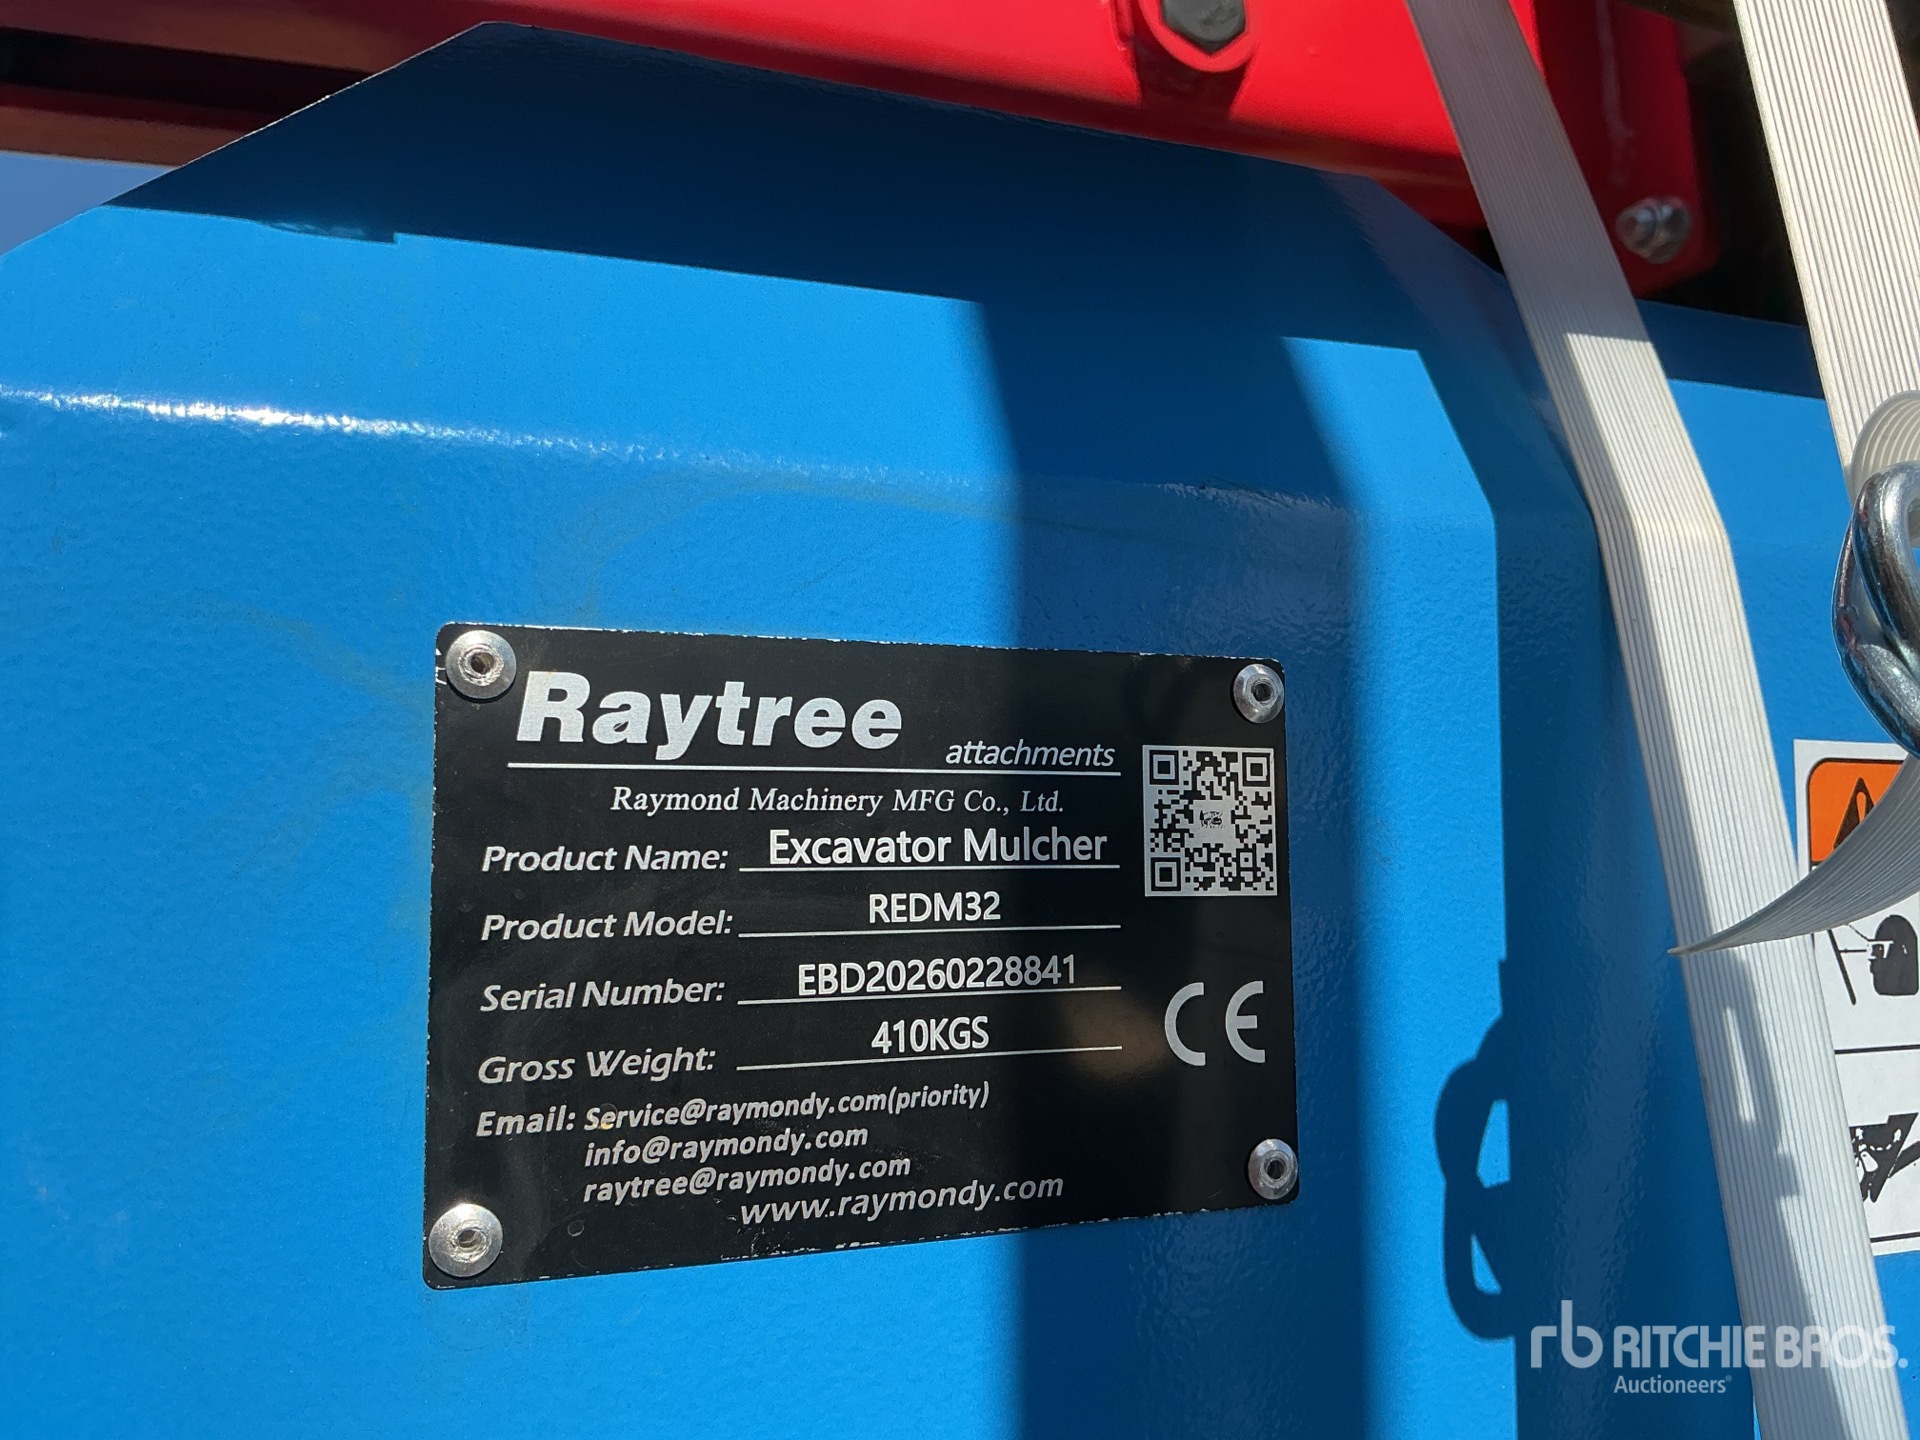 Raytree
attachments
Raymond Machinery MFG Co., Ltd.
Product Name: Excavator Mulcher
Product Model: REDM32
Serial Number: EBD20260228841
Gross Weight: 410KGS
CE
Email: Service@raymondy.com(priority)
info@raymondy.com
raytree@raymondy.com
www.raymondy.com
rb RITCHIE BROS.
Auctioneers®